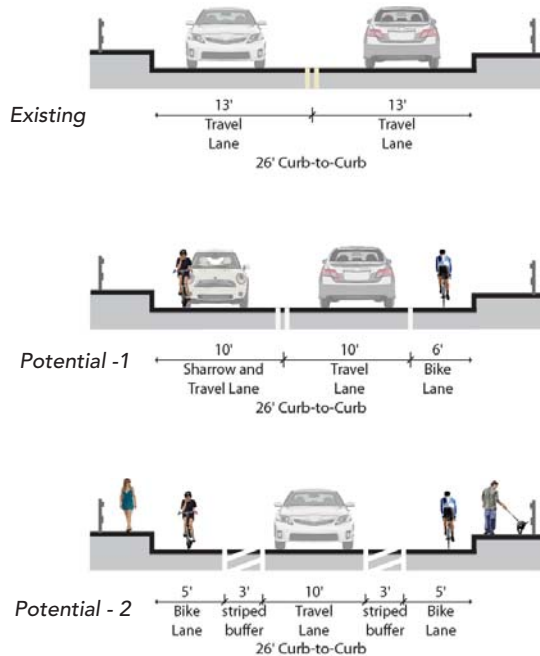 Existing
13' 13'
Travel Travel
Lane Lane
26' Curb-to-Curb
Potential -1
10' 10' 6'
Sharrow and Travel Bike
Travel Lane Lane Lane
26' Curb-to-Curb
Potential - 2
5' 3' 10' 3' 5'
Bike striped Travel striped Bike
Lane buffer Lane buffer Lane
26' Curb-to-Curb